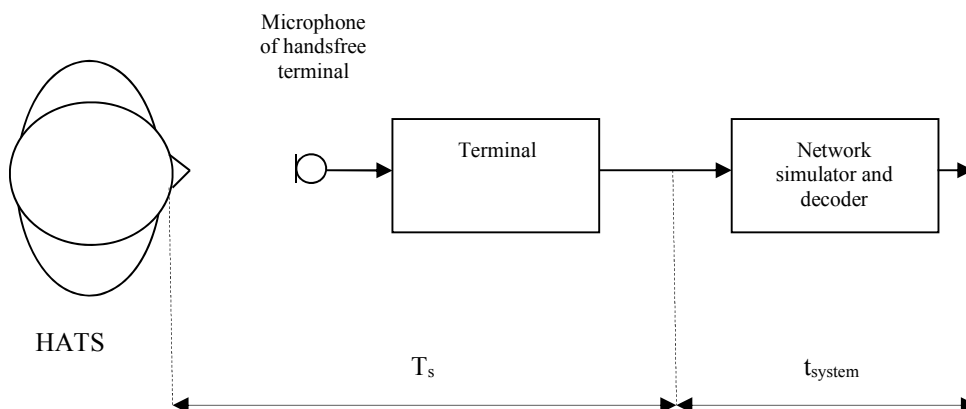 Microphone
of handsfree
terminal
Terminal
Network
simulator and
decoder
HATS
Ts
tsystem